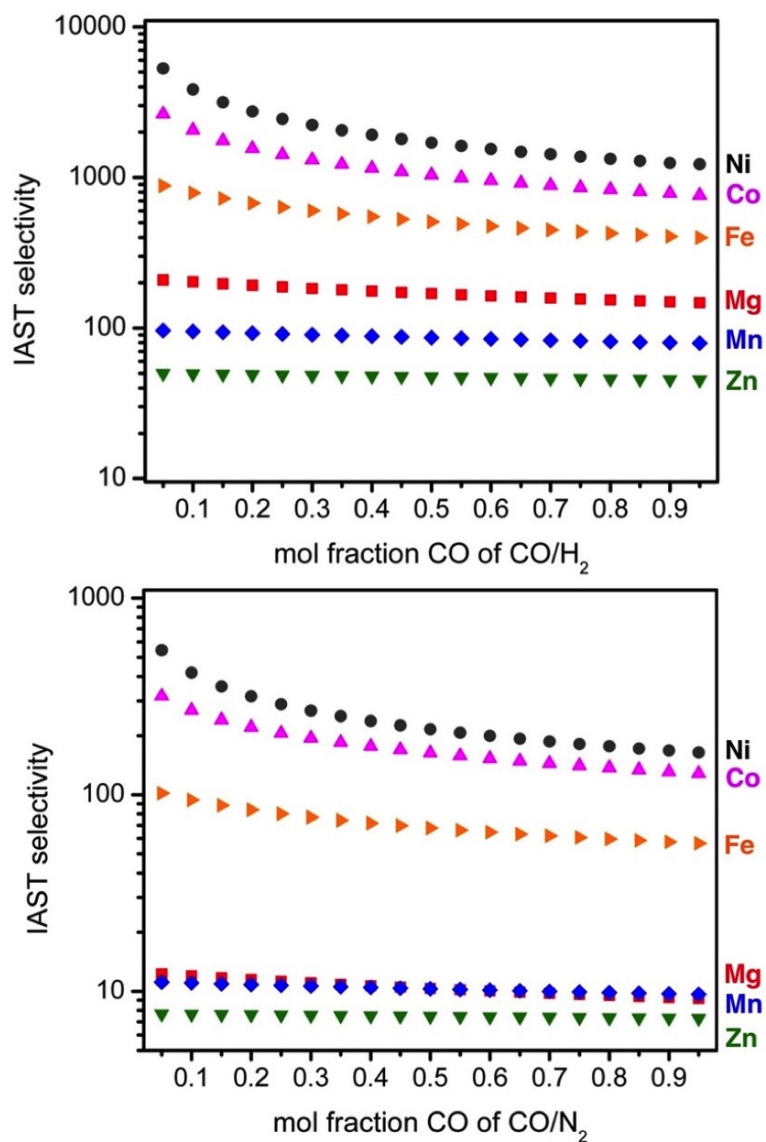 10000
1000
100
10
IAST selectivity
Ni
Co
Fe
Mg
Mn
Zn
0.1 0.2 0.3 0.4 0.5 0.6 0.7 0.8 0.9
mol fraction CO of CO/H₂
1000
100
10
IAST selectivity
Ni
Co
Fe
Mg
Mn
Zn
0.1 0.2 0.3 0.4 0.5 0.6 0.7 0.8 0.9
mol fraction CO of CO/N₂